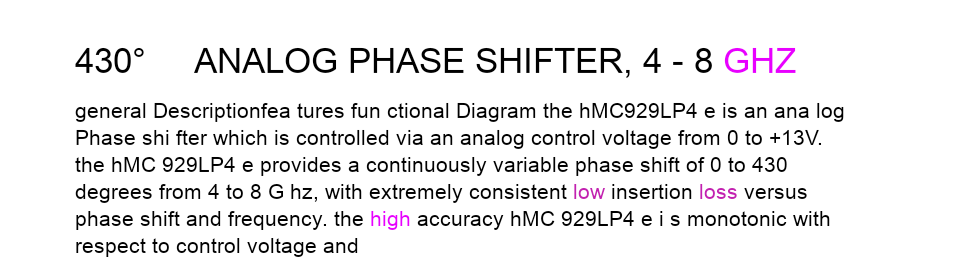 430° ANALOG PHASE SHIFTER, 4 - 8 GHZ
general Descriptionfea tures fun ctional Diagram the hMC929LP4 e is an ana log
Phase shi fter which is controlled via an analog control voltage from 0 to +13V.
the hMC 929LP4 e provides a continuously variable phase shift of 0 to 430
degrees from 4 to 8 G hz, with extremely consistent low insertion loss versus
phase shift and frequency. the high accuracy hMC 929LP4 e i s monotonic with
respect to control voltage and